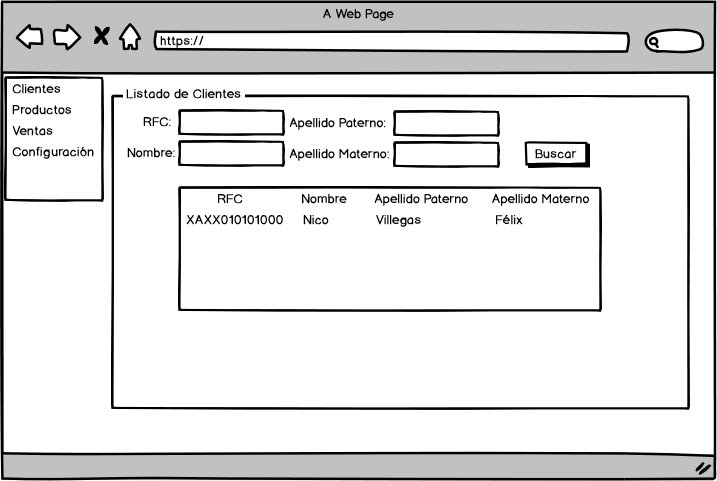 A Web Page
https://
Clientes
Productos
Ventas
Configuración
Listado de Clientes
RFC: Apellido Paterno:
Nombre: Apellido Materno: Buscar
RFC Nombre Apellido Paterno Apellido Materno
XAXX010101000 Nico Villegas Félix